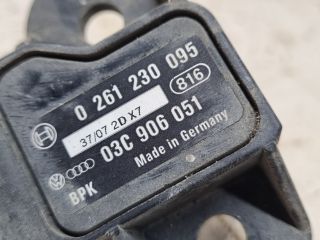 0 261 230 095
816
37/07 2D X7
03C 906 051
Made in Germany
BPK